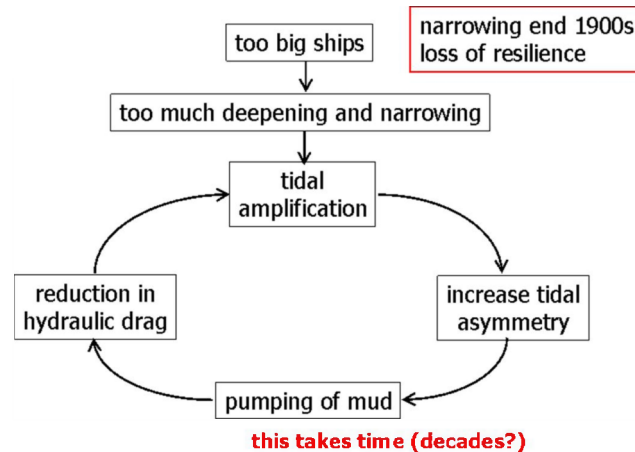 narrowing end 1900s
loss of resilience
too big ships
too much deepening and narrowing
tidal
amplification
increase tidal
asymmetry
pumping of mud
this takes time (decades?)
reduction in
hydraulic drag